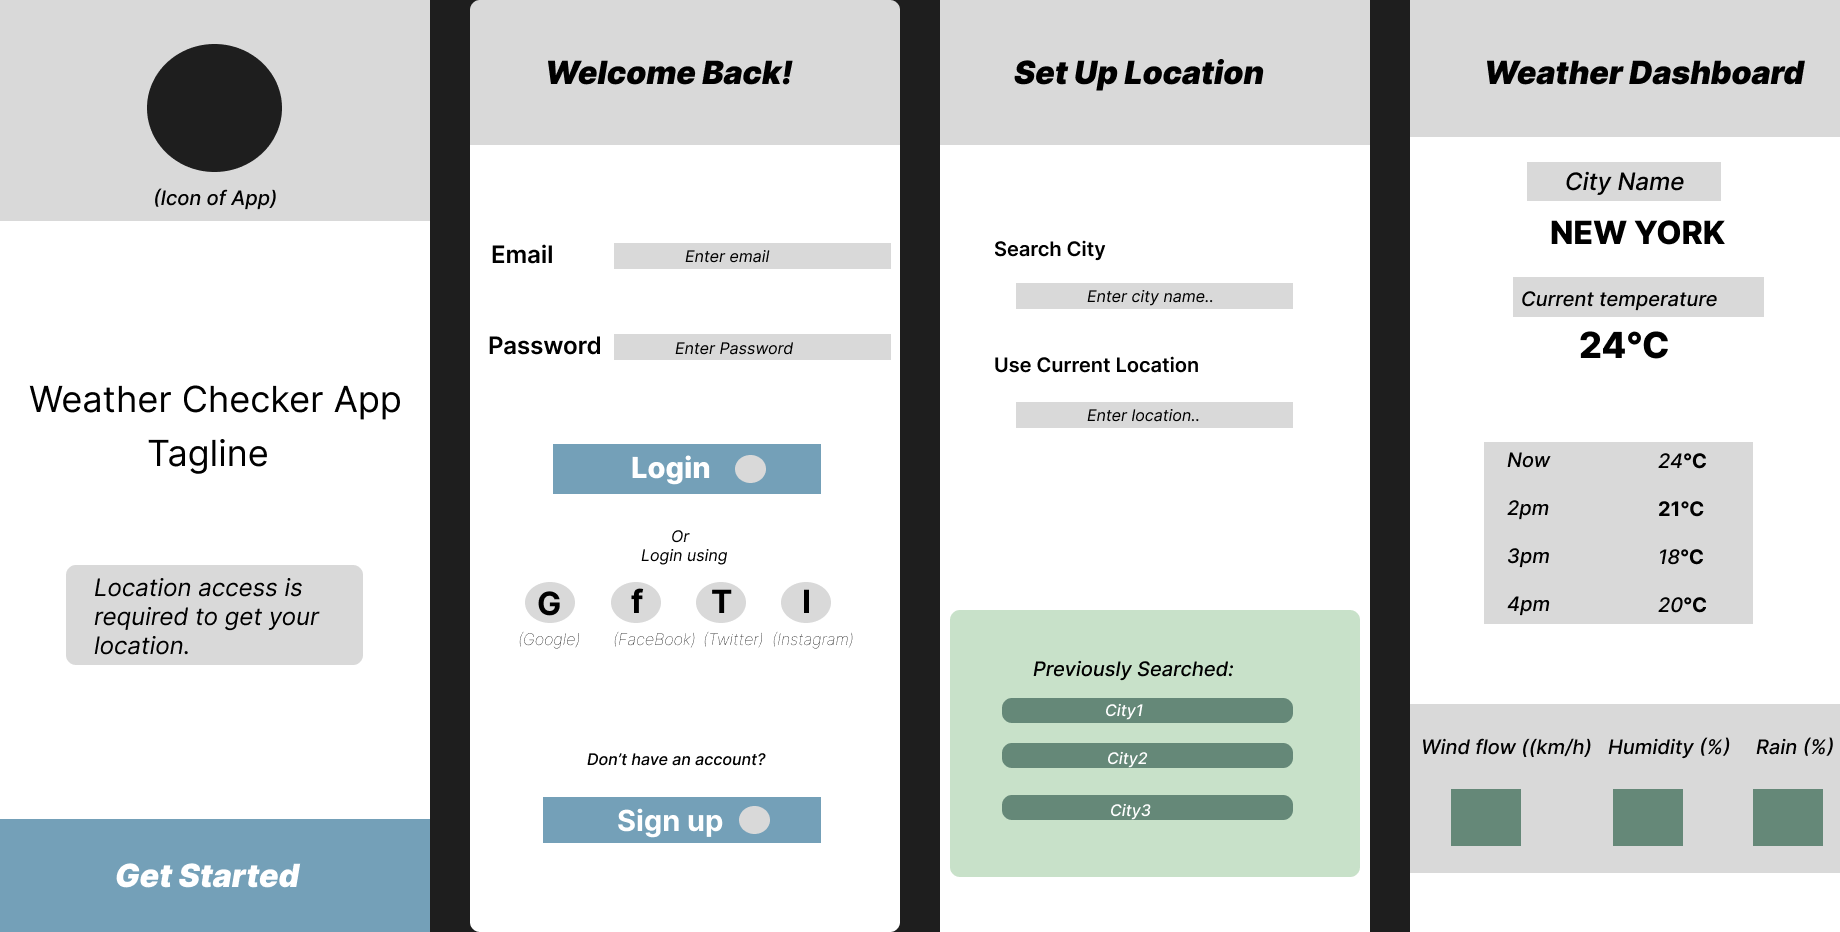 (Icon of App)
Weather Checker App
Tagline
Location access is
required to get your
location.
Get Started
Welcome Back!
Email
Enter email
Password
Enter Password
Login
Or
Login using
G f T I
(Google) (FaceBook) (Twitter) (Instagram)
Don't have an account?
Sign up
Set Up Location
Search City
Enter city name..
Use Current Location
Enter location..
Previously Searched:
City1
City2
City3
Weather Dashboard
City Name
NEW YORK
Current temperature
24°C
Now 24°C
2pm 21°C
3pm 18°C
4pm 20°C
Wind flow ((km/h) Humidity (%) Rain (%)